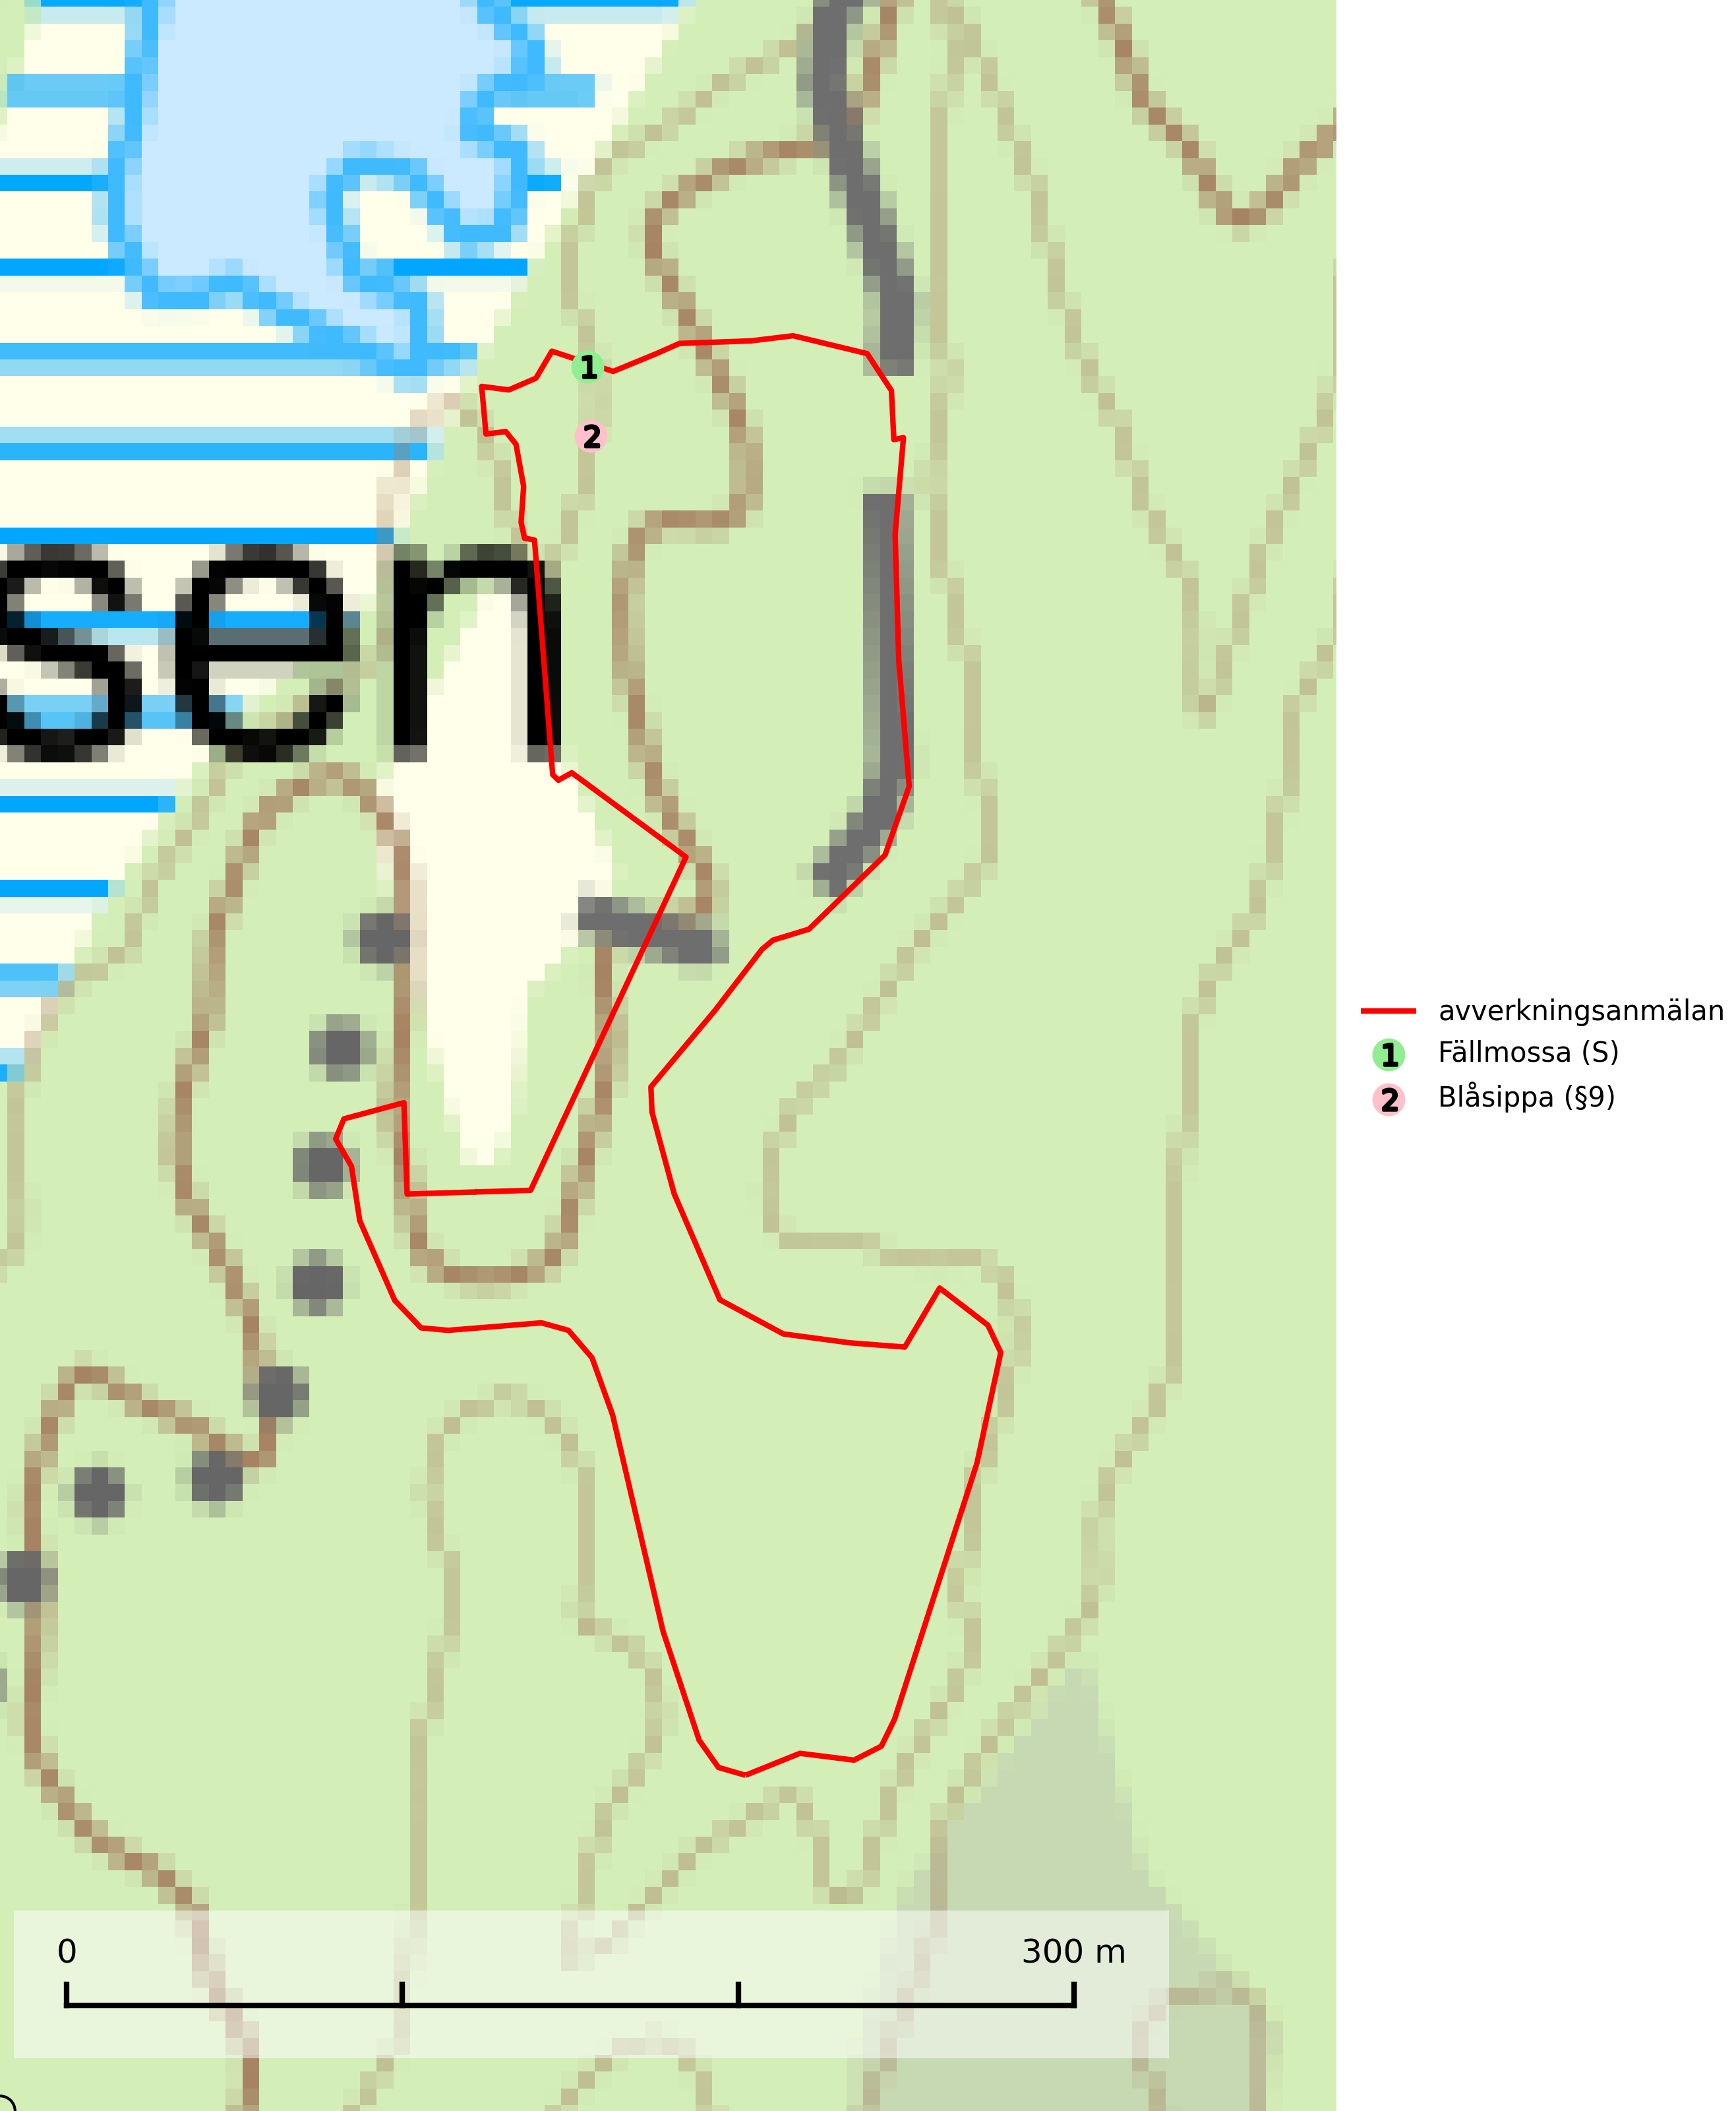 1
2
sen
avverkningsanmälan
1 Fällmossa (S)
2 Blåsippa (§9)
0 300 m